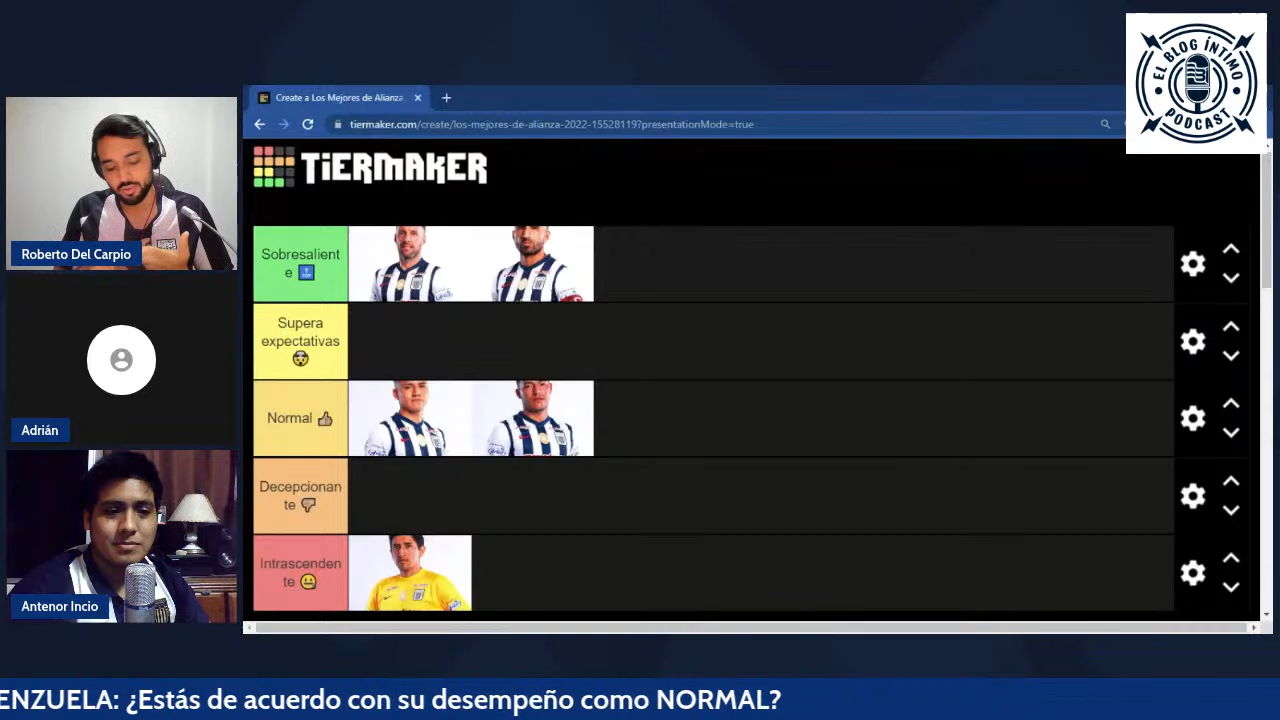 EL BLOG ÍNTIMO
PODCAST
Create a Los Mejores de Alianza
tiermaker.com/create/los-mejores-de-alianza-2022-15528119?presentationMode=true
TiERMAKER
Roberto Del Carpio
Adrián
Antenor Incio
Sobresalient
e 🔝
Supera
expectativas
🤯
Normal 👍
Decepcionan
te 👎
Intrascenden
te 🤐
ENZUELA: ¿Estás de acuerdo con su desempeño como NORMAL?